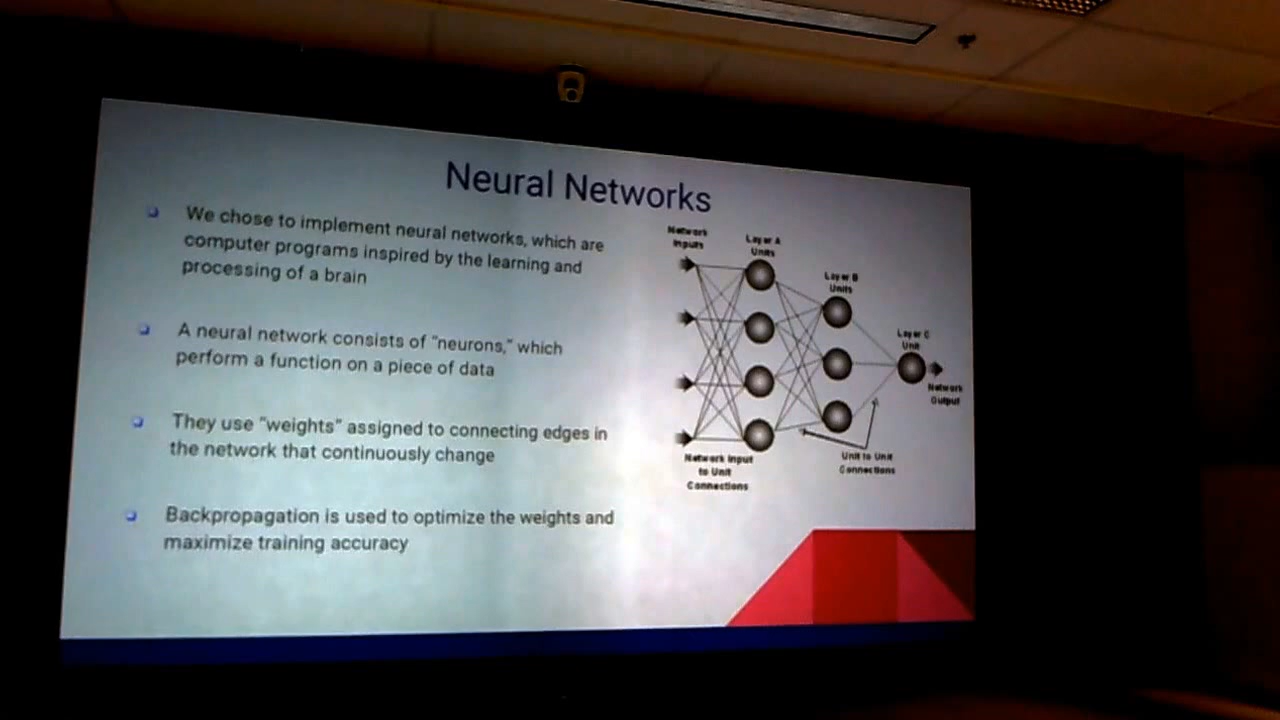 Neural Networks
We chose to implement neural networks, which are
computer programs inspired by the learning and
processing of a brain
A neural network consists of "neurons," which
perform a function on a piece of data
They use "weights" assigned to connecting edges in
the network that continuously change
Backpropagation is used to optimize the weights and
maximize training accuracy
Network
Inputs
Layer A
Units
Layer B
Units
Layer C
Unit
Network
Output
Unit to Unit
Connections
Network Input
to Unit
Connections